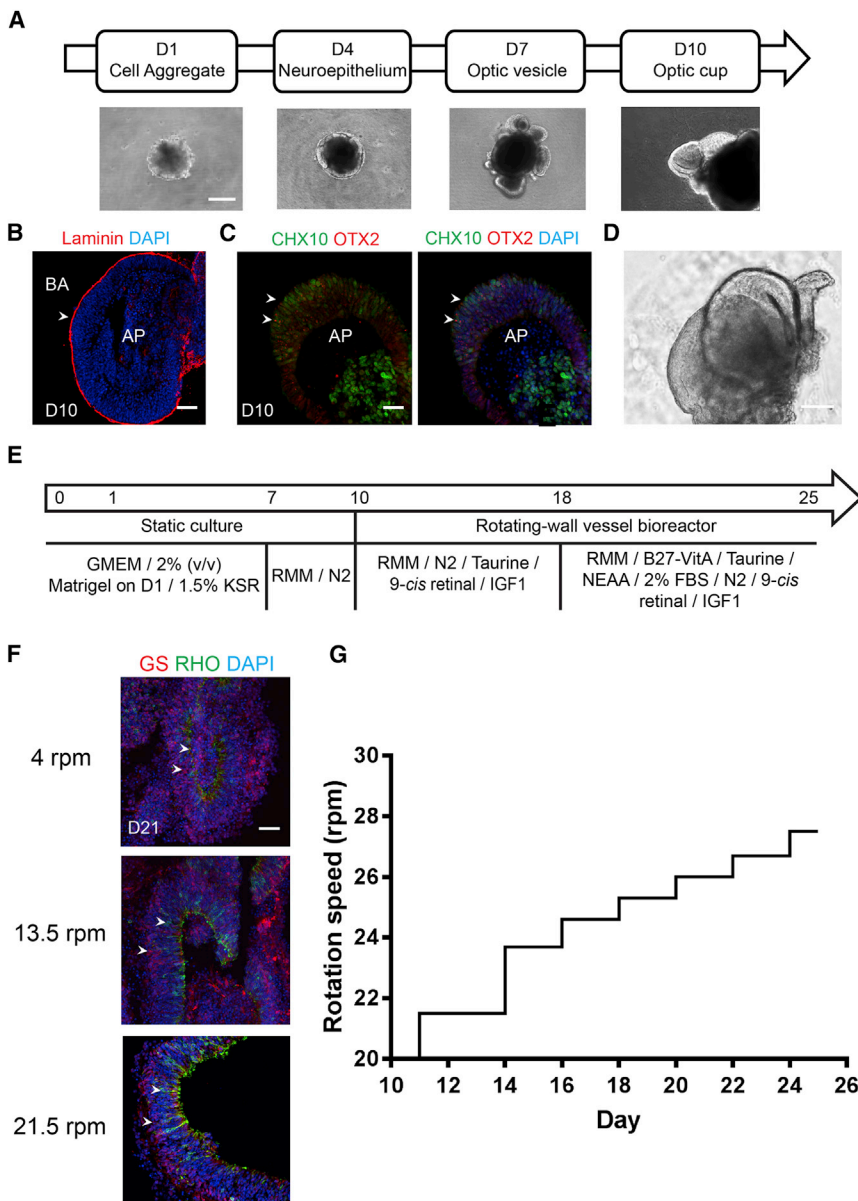 A
D1
Cell Aggregate
D4
Neuroepithelium
D7
Optic vesicle
D10
Optic cup
B
Laminin DAPI
BA
AP
D10
C
CHX10 OTX2
AP
D10
CHX10 OTX2 DAPI
AP
D
E
0 1 7 10 18 25
Static culture
Rotating-wall vessel bioreactor
GMEM / 2% (v/v)
Matrigel on D1 / 1.5% KSR
RMM / N2
RMM / N2 / Taurine /
9-cis retinal / IGF1
RMM / B27-VitA / Taurine /
NEAA / 2% FBS / N2 / 9-cis
retinal / IGF1
F
GS RHO DAPI
4 rpm
D21
13.5 rpm
21.5 rpm
G
Rotation speed (rpm)
30
28
26
24
22
20
10 12 14 16 18 20 22 24 26
Day